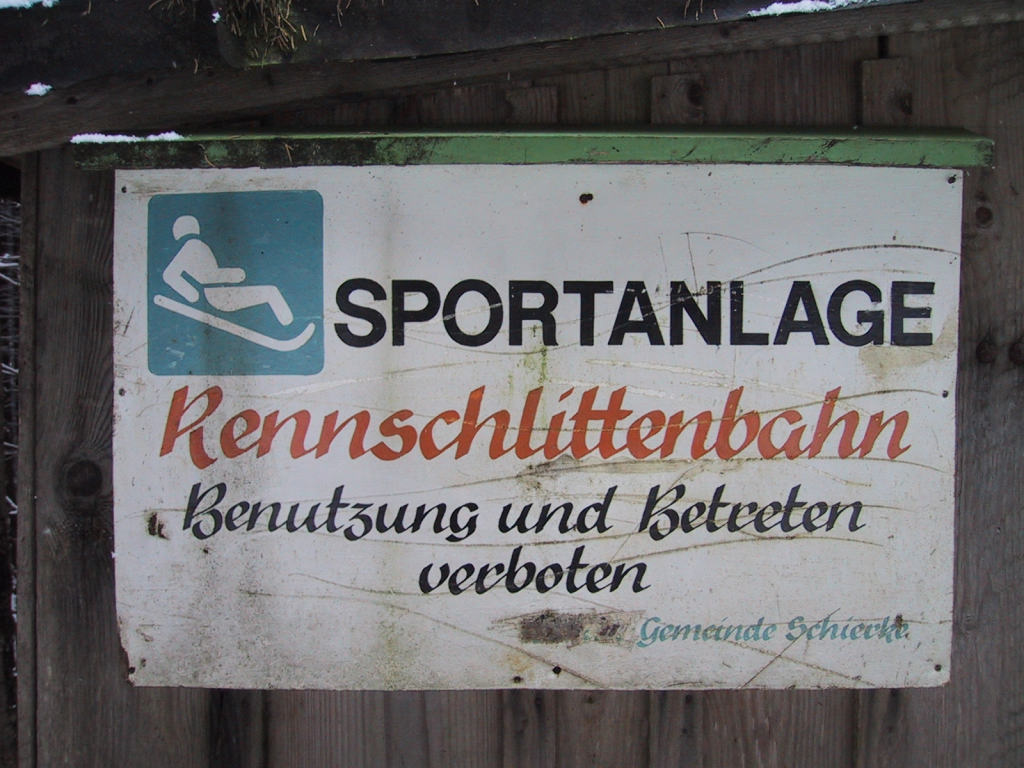 SPORTANLAGE
Rennschlittenbahn
Benutzung und Betreten
verboten
Gemeinde Schierke